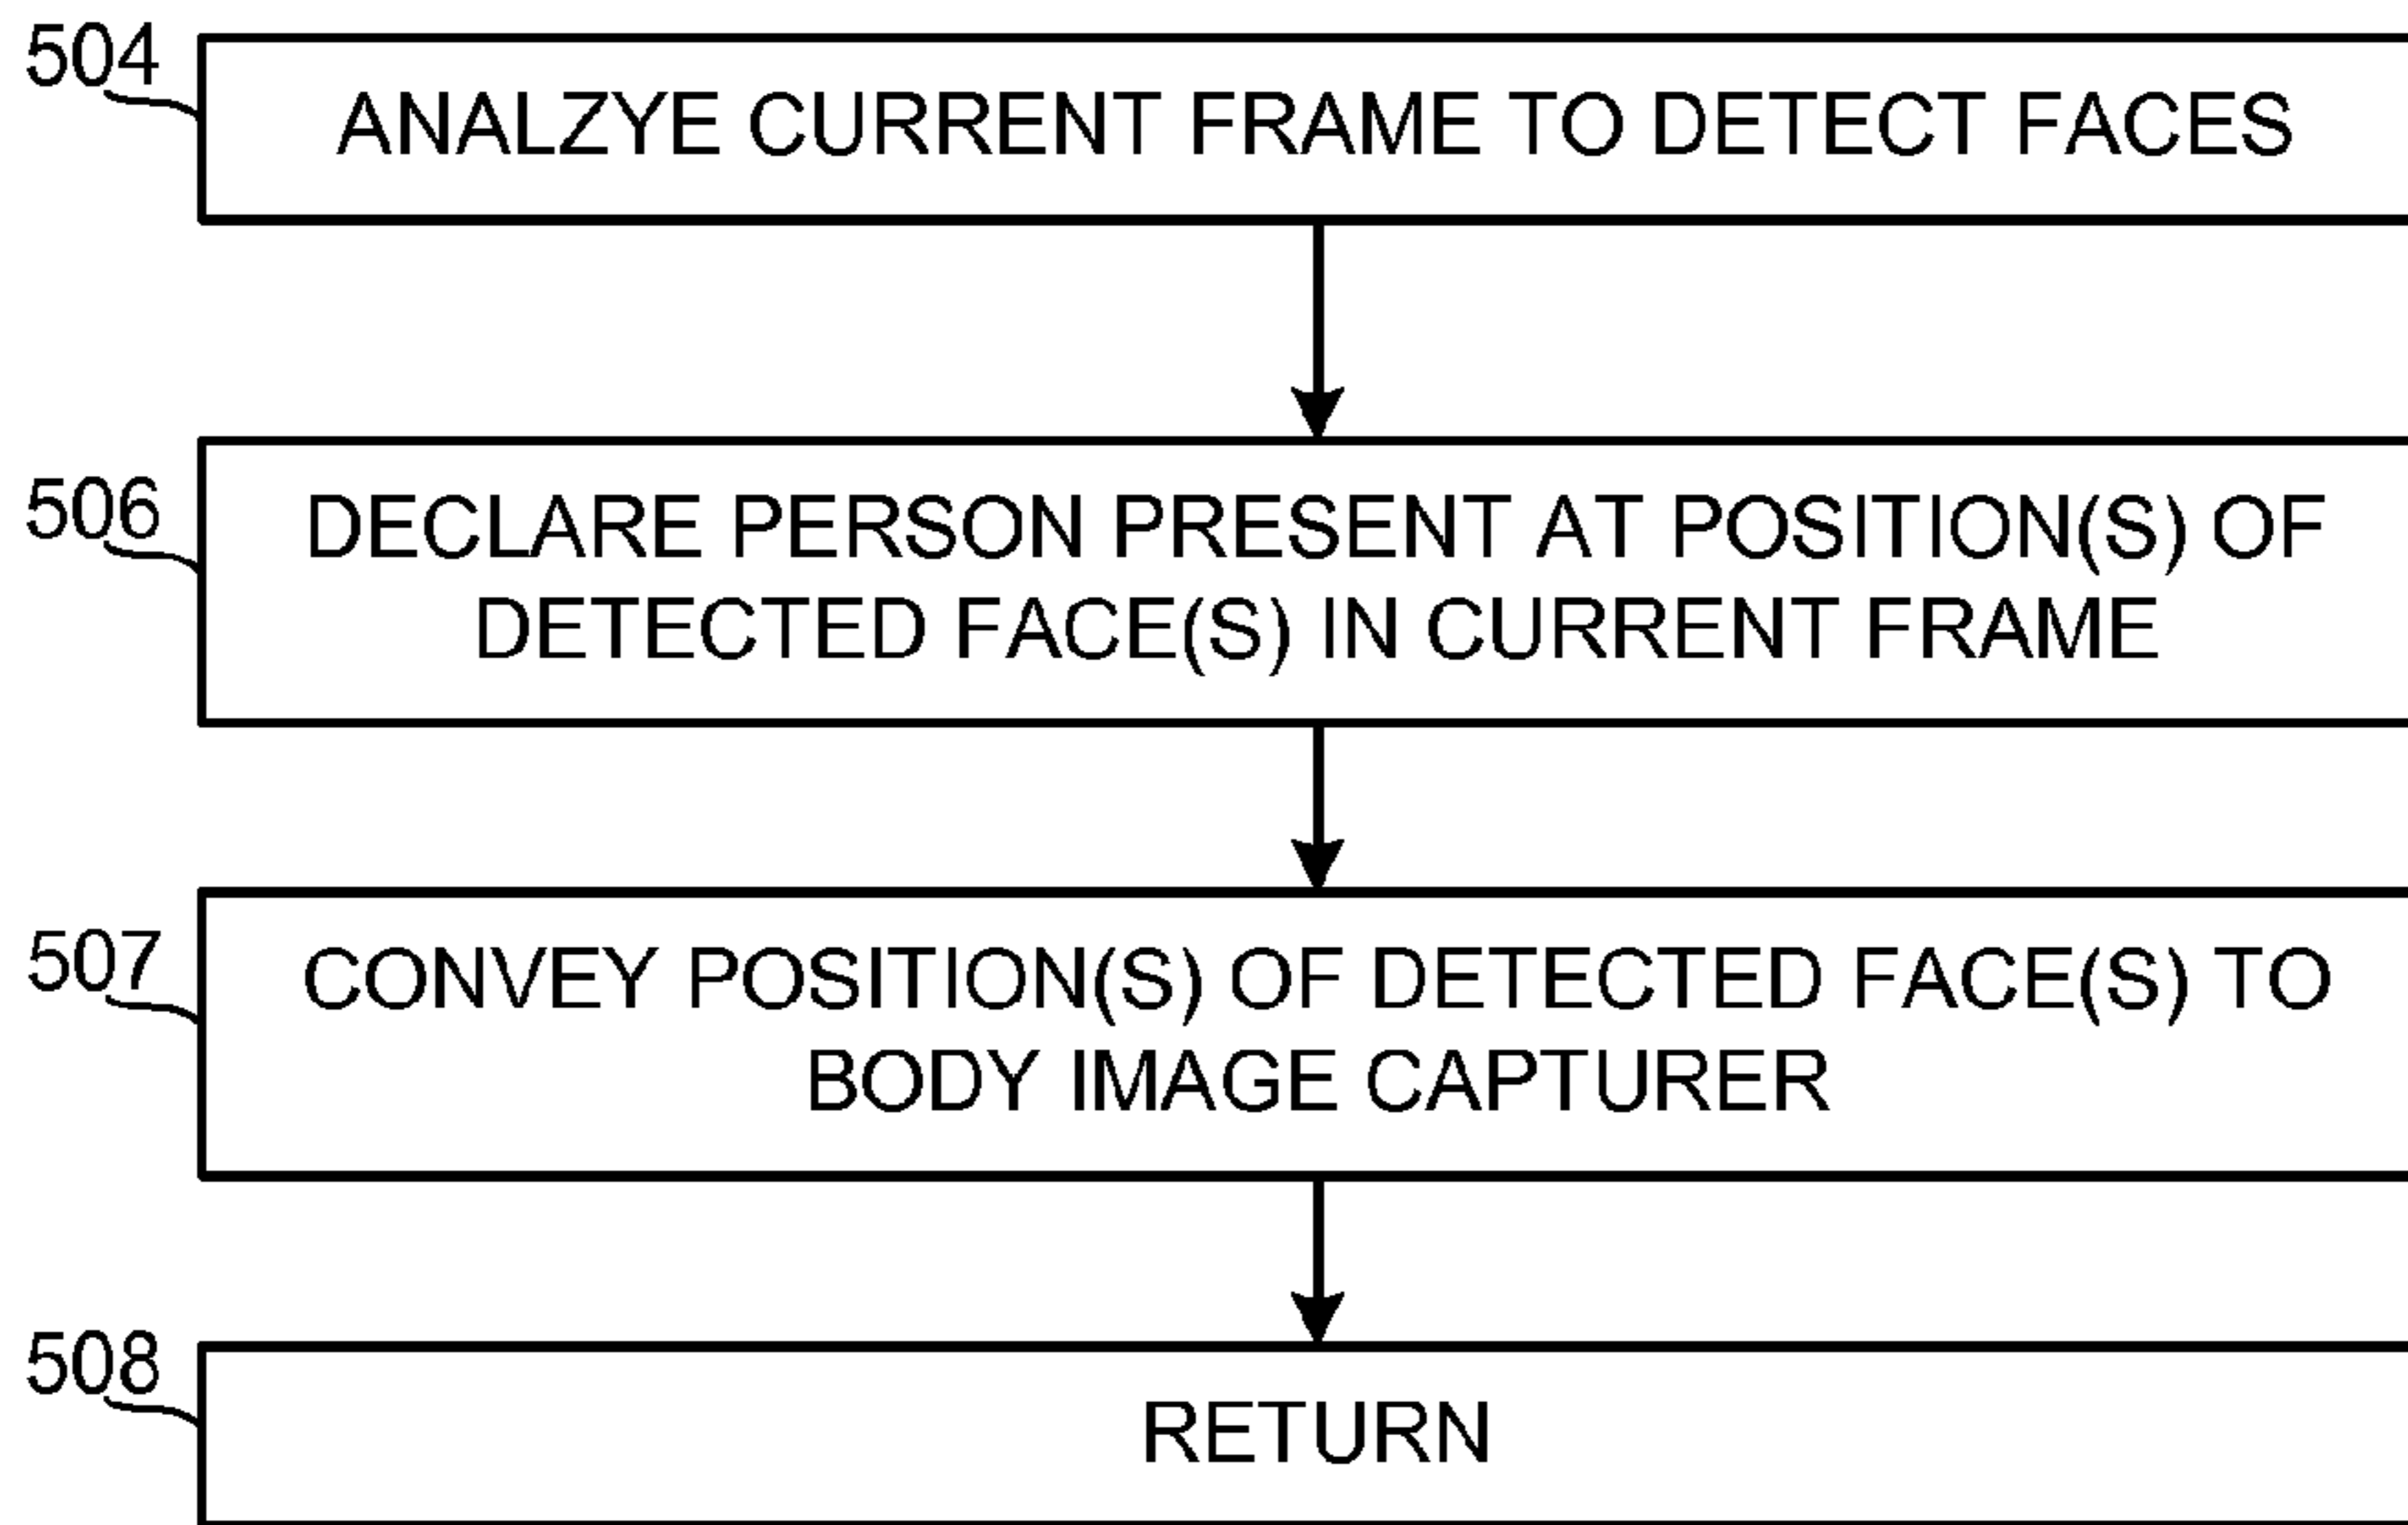 504
ANALZYE CURRENT FRAME TO DETECT FACES
506
DECLARE PERSON PRESENT AT POSITION(S) OF
DETECTED FACE(S) IN CURRENT FRAME
507
CONVEY POSITION(S) OF DETECTED FACE(S) TO
BODY IMAGE CAPTURER
508
RETURN